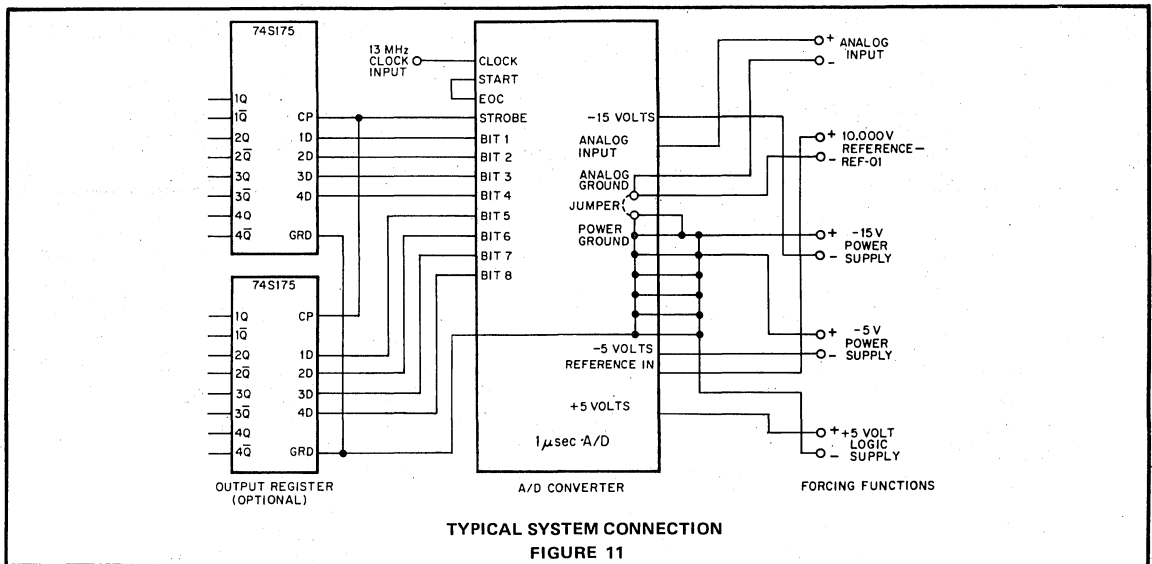 74S175
1Q
1Q̅
2Q
2Q̅
3Q
3Q̅
4Q
4Q̅
CP
1D
2D
3D
4D
GRD
74S175
1Q
1Q̅
2Q
2Q̅
3Q
3Q̅
4Q
4Q̅
CP
1D
2D
3D
4D
GRD
OUTPUT REGISTER
(OPTIONAL)
13 MHz
CLOCK
INPUT
CLOCK
START
EOC
STROBE
BIT 1
BIT 2
BIT 3
BIT 4
BIT 5
BIT 6
BIT 7
BIT 8
-15 VOLTS
ANALOG
INPUT
ANALOG
GROUND
JUMPER
POWER
GROUND
-5 VOLTS
REFERENCE IN
+5 VOLTS
1μsec A/D
A/D CONVERTER
+ ANALOG
- INPUT
+ 10.000V
REFERENCE-
- REF-01
+ -15V
POWER
- SUPPLY
+ -5V
POWER
- SUPPLY
+ +5 VOLT
LOGIC
- SUPPLY
FORCING FUNCTIONS
TYPICAL SYSTEM CONNECTION
FIGURE 11